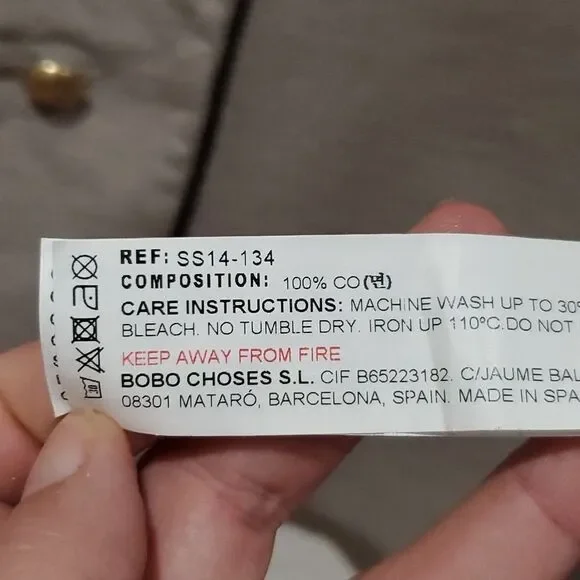 REF: SS14-134
COMPOSITION: 100% CO
CARE INSTRUCTIONS: MACHINE WASH UP TO 30º
BLEACH. NO TUMBLE DRY. IRON UP 110ºC.DO NOT
KEEP AWAY FROM FIRE
BOBO CHOSES S.L. CIF B65223182. C/JAUME BAL
08301 MATARÓ, BARCELONA, SPAIN. MADE IN SPA